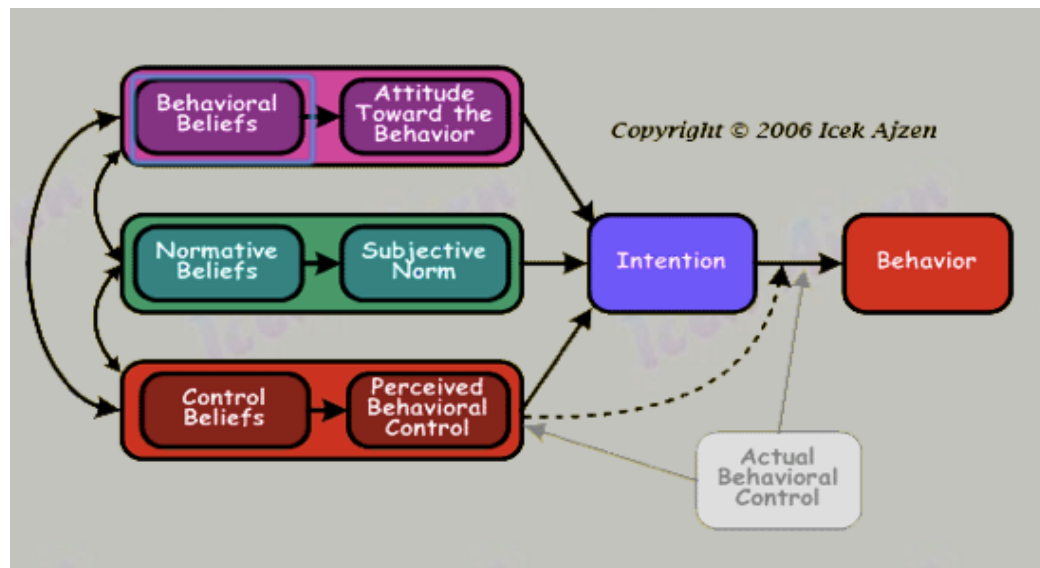 Behavioral
Beliefs
Attitude
Toward the
Behavior
Copyright © 2006 Icek Ajzen
Normative
Beliefs
Subjective
Norm
Intention
Behavior
Control
Beliefs
Perceived
Behavioral
Control
Actual
Behavioral
Control